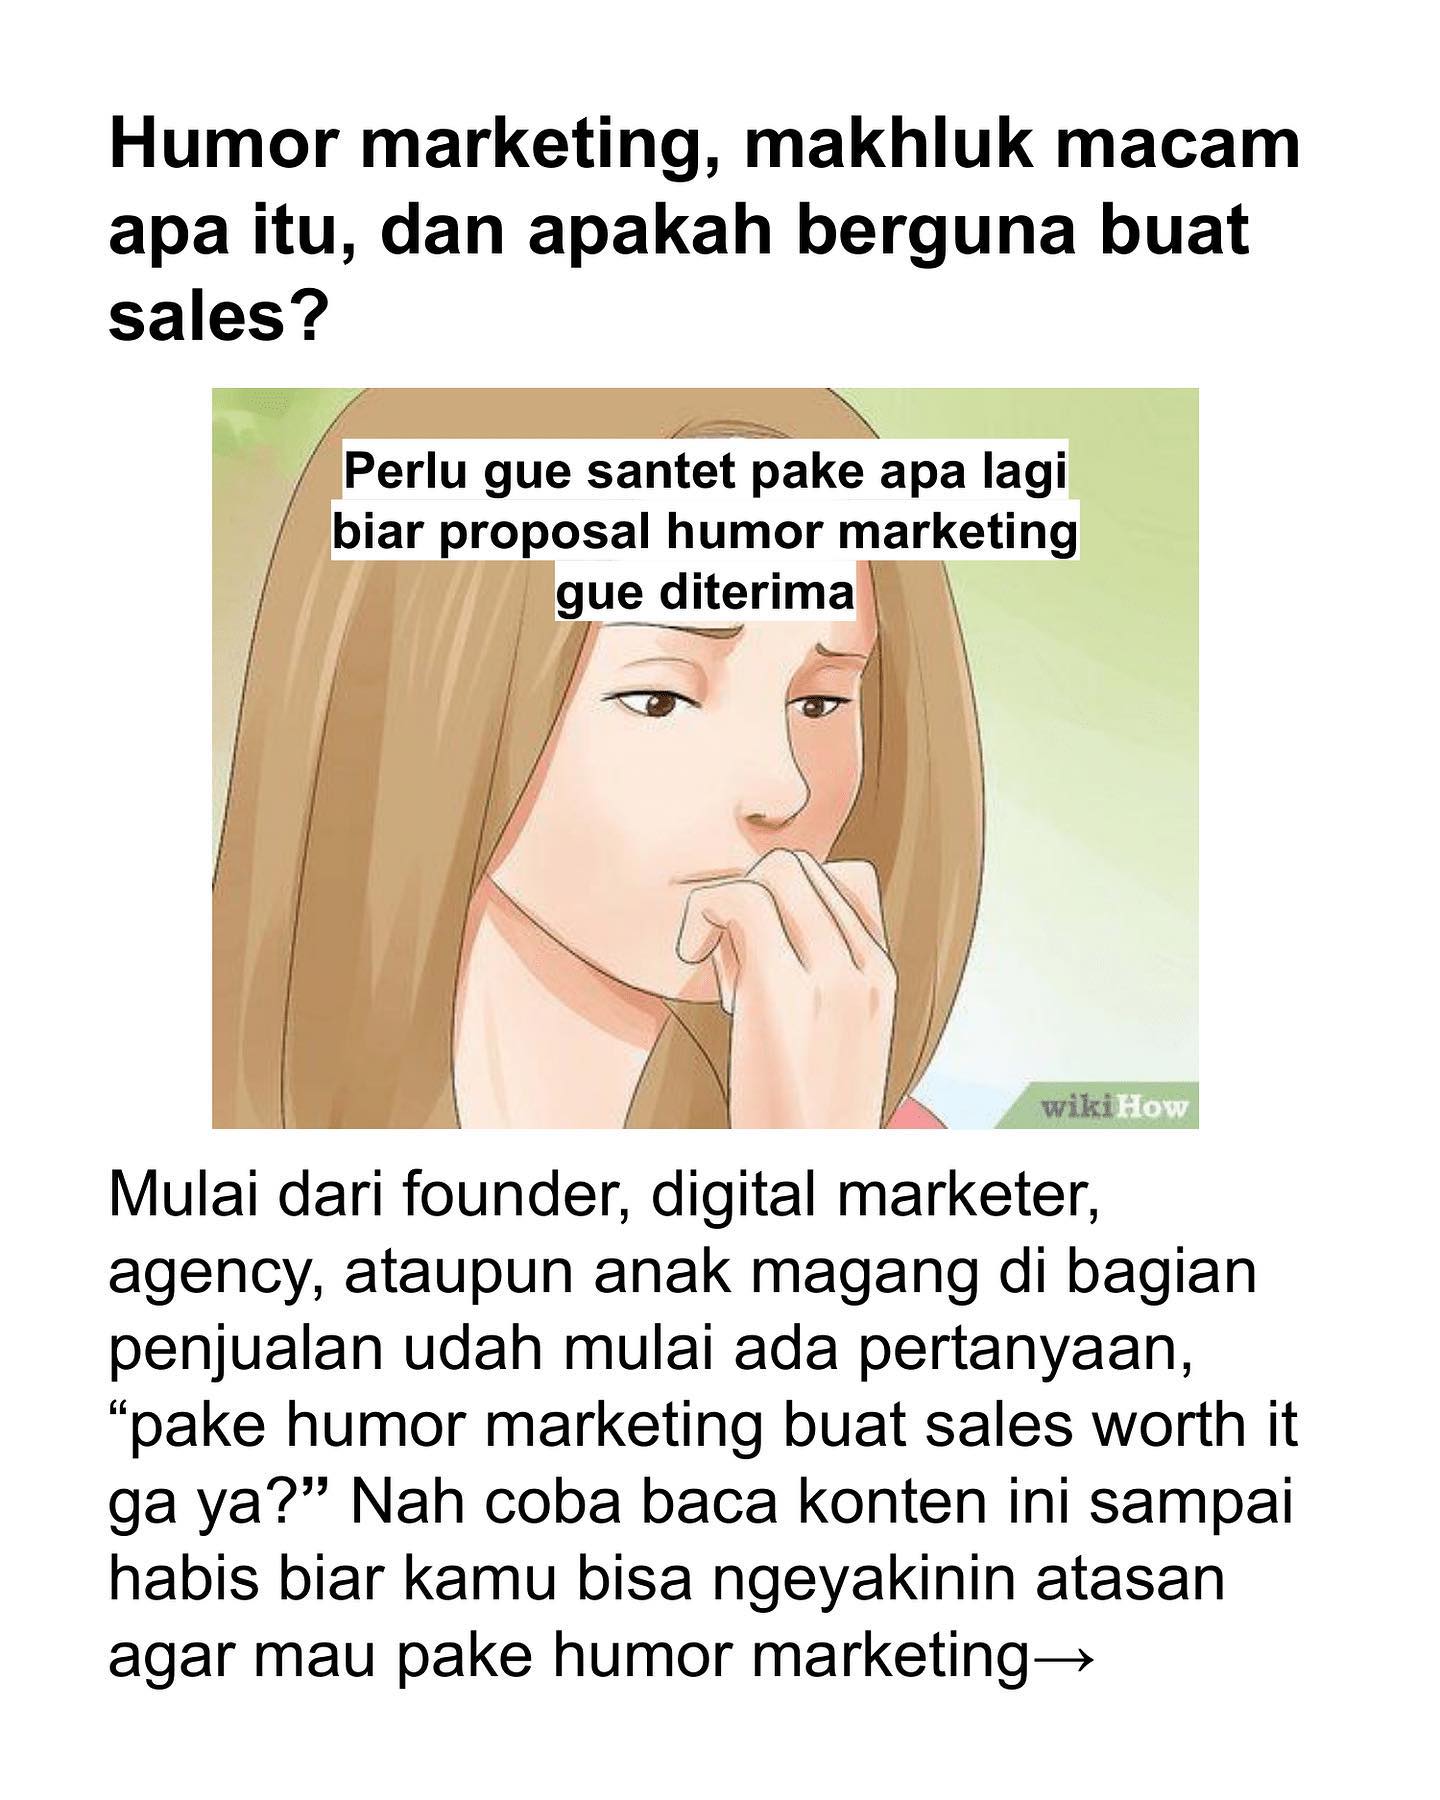 Humor marketing, makhluk macam
apa itu, dan apakah berguna buat
sales?
Perlu gue santet pake apa lagi
biar proposal humor marketing
gue diterima
wikiHow
Mulai dari founder, digital marketer,
agency, ataupun anak magang di bagian
penjualan udah mulai ada pertanyaan,
“pake humor marketing buat sales worth it
ga ya?” Nah coba baca konten ini sampai
habis biar kamu bisa ngeyakinin atasan
agar mau pake humor marketing→